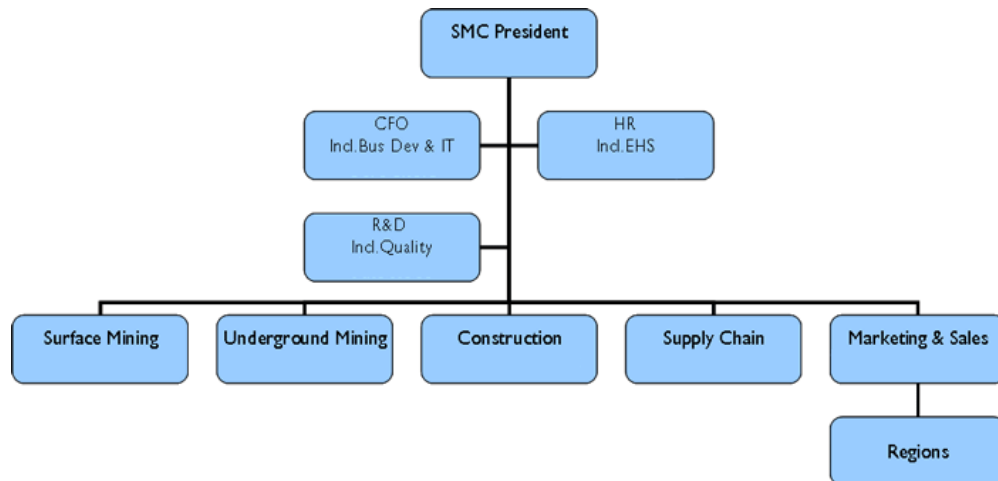 SMC President
CFO
Incl.Bus Dev & IT
HR
Incl.EHS
R&D
Incl.Quality
Surface Mining
Underground Mining
Construction
Supply Chain
Marketing & Sales
Regions